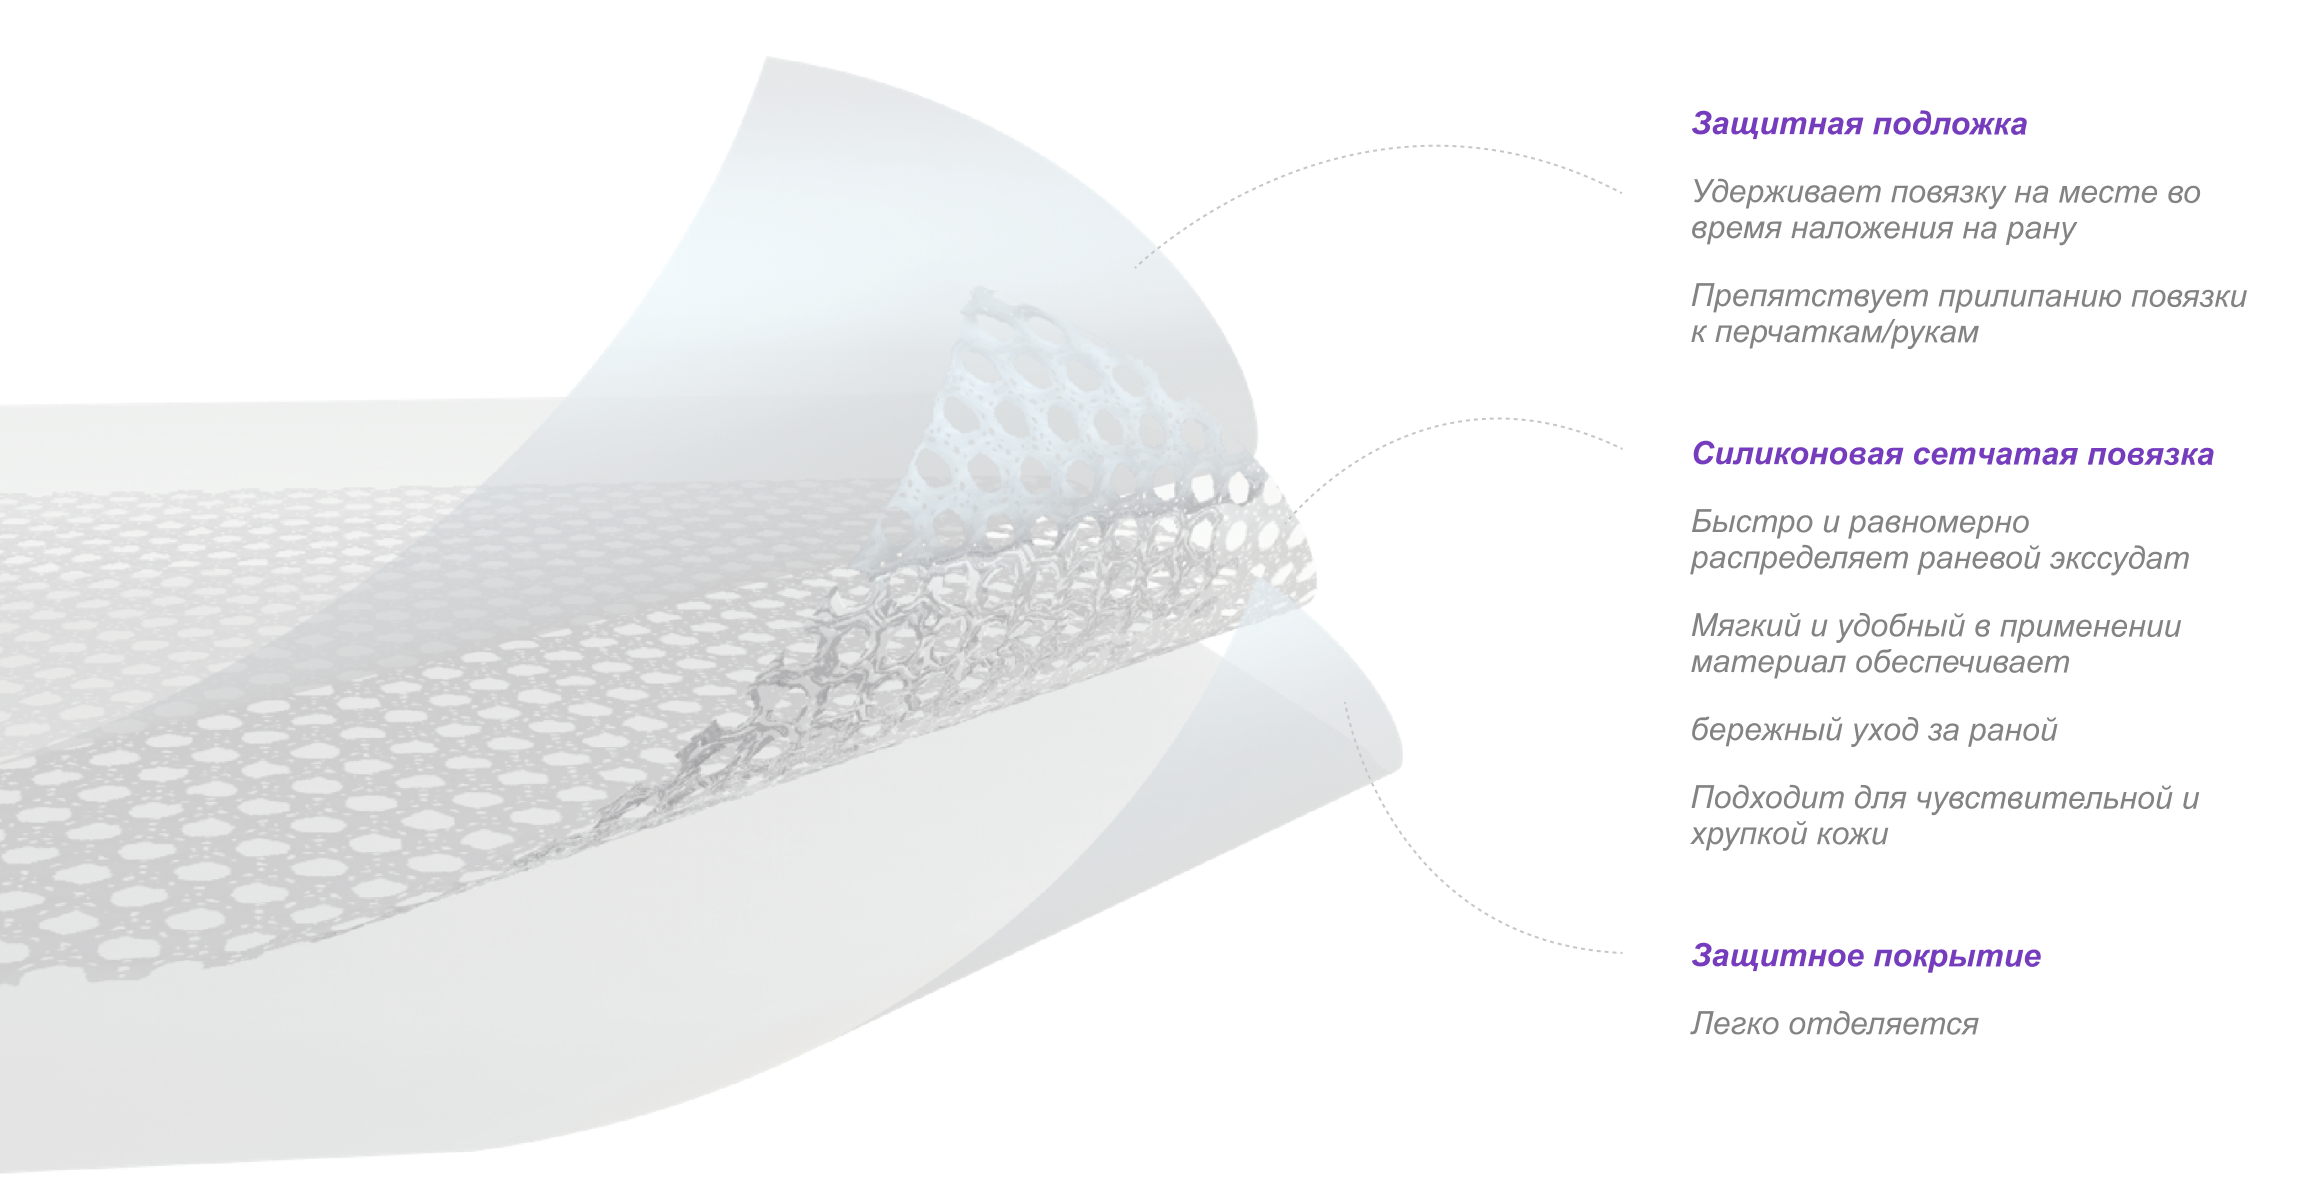 Защитная подложка
Удерживает повязку на месте во
время наложения на рану
Препятствует прилипанию повязки
к перчаткам/рукам
Силиконовая сетчатая повязка
Быстро и равномерно
распределяет раневой экссудат
Мягкий и удобный в применении
материал обеспечивает
бережный уход за раной
Подходит для чувствительной и
хрупкой кожи
Защитное покрытие
Легко отделяется